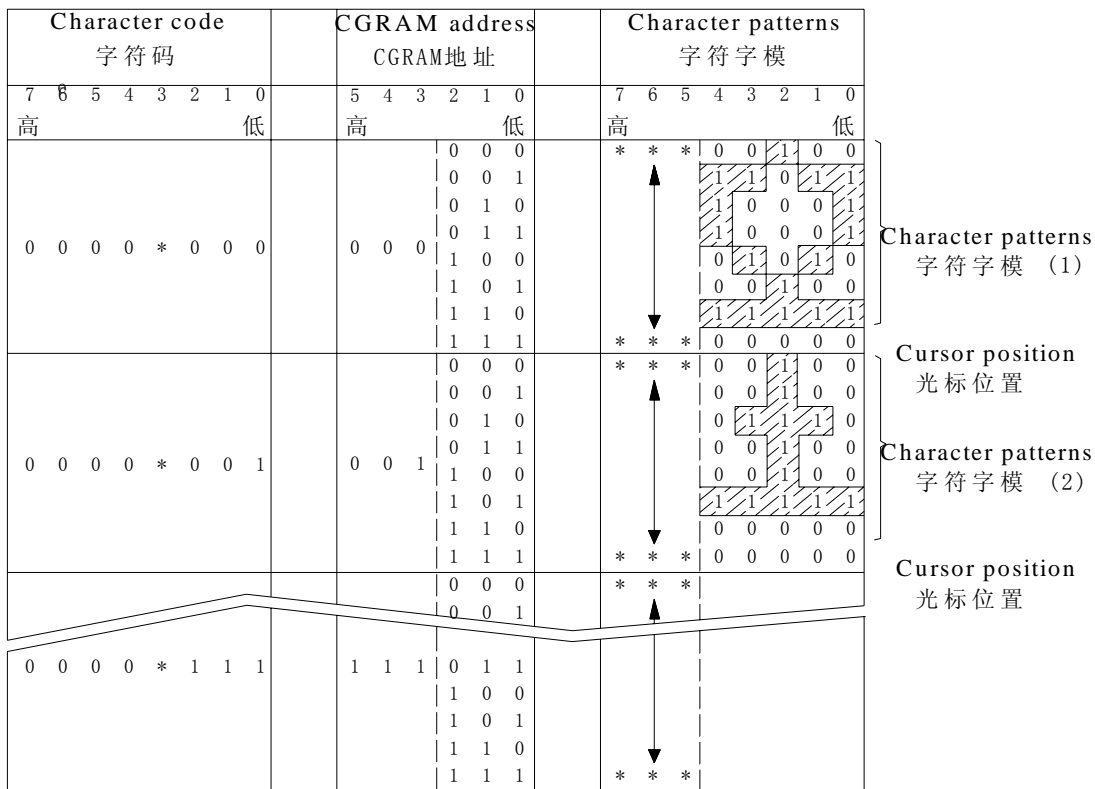 Character code CGRAM address Character patterns
字符码 CGRAM地址 字符字模
7 6 5 4 3 2 1 0 5 4 3 2 1 0 7 6 5 4 3 2 1 0
高 低 高 低 高 低
0 0 0 * * * 0 0 1 0 0
0 0 1 1 1 0 1 1
0 1 0 1 0 0 0 1
0 1 1 1 0 0 0 1
0 0 0 0 * 0 0 0 0 0 0 Character patterns
1 0 0 0 1 0 1 0 字符字模 (1)
1 0 1 0 0 1 0 0
1 1 0 1 1 1 1 1
1 1 1 * * * 0 0 0 0 0
Cursor position
0 0 0 * * * 0 0 1 0 0
光标位置
0 0 1 0 0 1 0 0
0 1 0 0 1 1 1 0
0 1 1 0 0 1 0 0
Character patterns
0 0 0 0 * 0 0 1 0 0 1
1 0 0 0 0 1 0 0 字符字模 (2)
1 0 1 1 1 1 1 1
1 1 0 0 0 0 0 0
1 1 1 * * * 0 0 0 0 0
Cursor position
0 0 0 * * *
光标位置
0 0 1
0 0 0 0 * 1 1 1 1 1 1 0 1 1
1 0 0
1 0 1
1 1 0
1 1 1 * * *